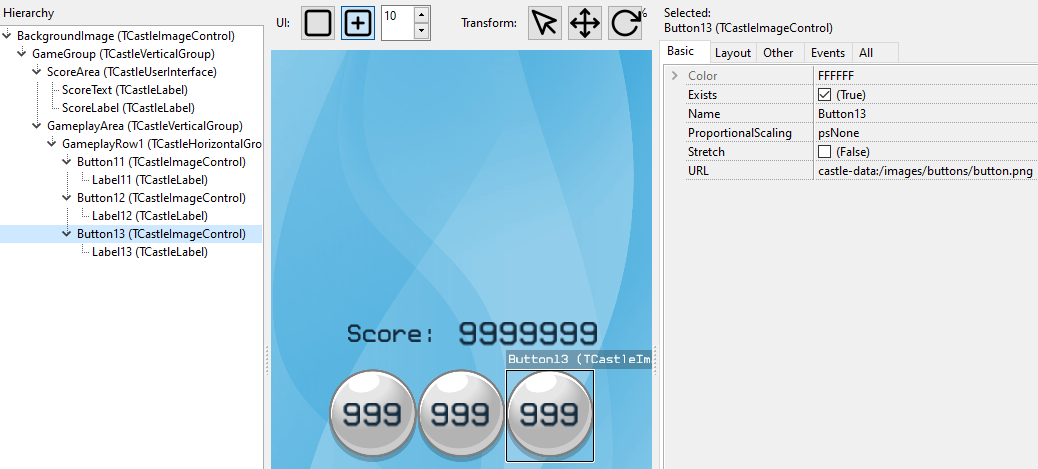 Hierarchy
BackgroundImage (TCastleImageControl)
GameGroup (TCastleVerticalGroup)
ScoreArea (TCastleUserInterface)
ScoreText (TCastleLabel)
ScoreLabel (TCastleLabel)
GameplayArea (TCastleVerticalGroup)
GameplayRow1 (TCastleHorizontalGro
Button11 (TCastleImageControl)
Label11 (TCastleLabel)
Button12 (TCastleImageControl)
Label12 (TCastleLabel)
Button13 (TCastleImageControl)
Label13 (TCastleLabel)
UI: 10 Transform: %
Score: 9999999
Button13 (TCastleIm
999 999 999
Selected:
Button13 (TCastleImageControl)
Basic Layout Other Events All
Color FFFFFF
Exists (True)
Name Button13
ProportionalScaling psNone
Stretch (False)
URL castle-data:/images/buttons/button.png